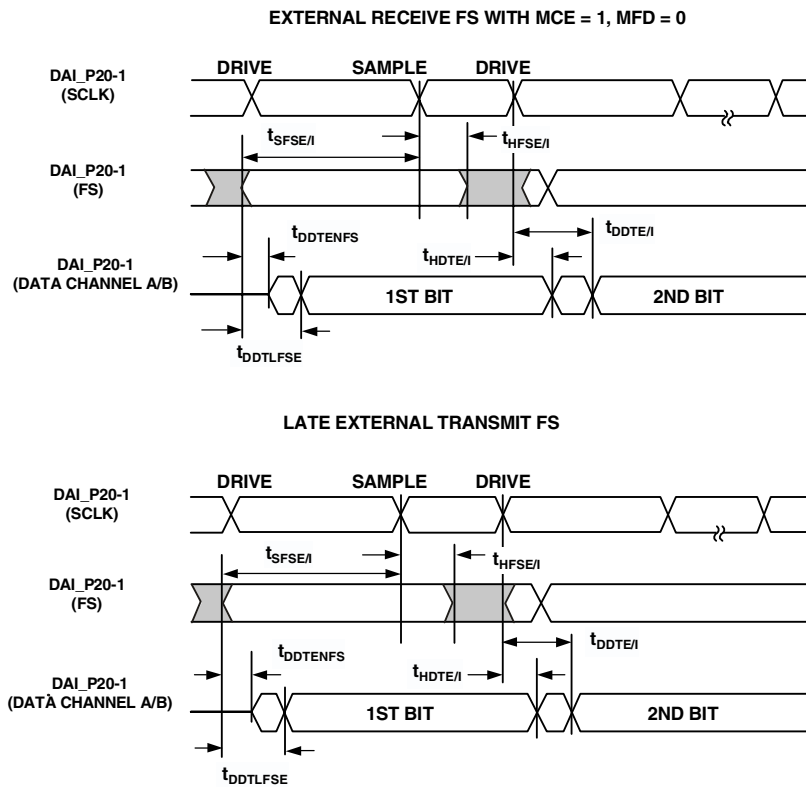 EXTERNAL RECEIVE FS WITH MCE = 1, MFD = 0
DRIVE SAMPLE DRIVE
DAI_P20-1
(SCLK)
tSFSE/I
tHFSE/I
DAI_P20-1
(FS)
tDDTENFS
tHDTE/I
tDDTE/I
DAI_P20-1
(DATA CHANNEL A/B)
1ST BIT
2ND BIT
tDDTLFSE
LATE EXTERNAL TRANSMIT FS
DRIVE SAMPLE DRIVE
DAI_P20-1
(SCLK)
tSFSE/I
tHFSE/I
DAI_P20-1
(FS)
tDDTENFS
tHDTE/I
tDDTE/I
DAI_P20-1
(DATA CHANNEL A/B)
1ST BIT
2ND BIT
tDDTLFSE